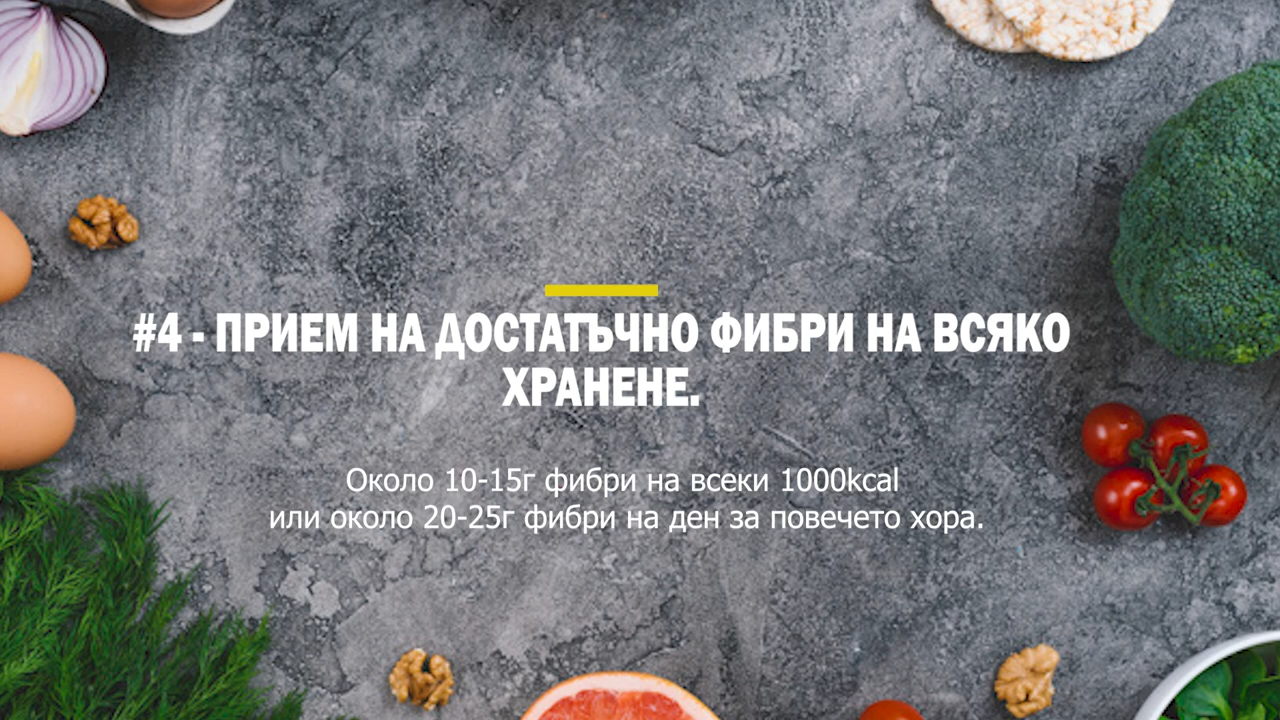 #4 - ПРИЕМ НА ДОСТАТЪЧНО ФИБРИ НА ВСЯКО
ХРАНЕНЕ.
Около 10-15г фибри на всеки 1000kcal
или около 20-25г фибри на ден за повечето хора.